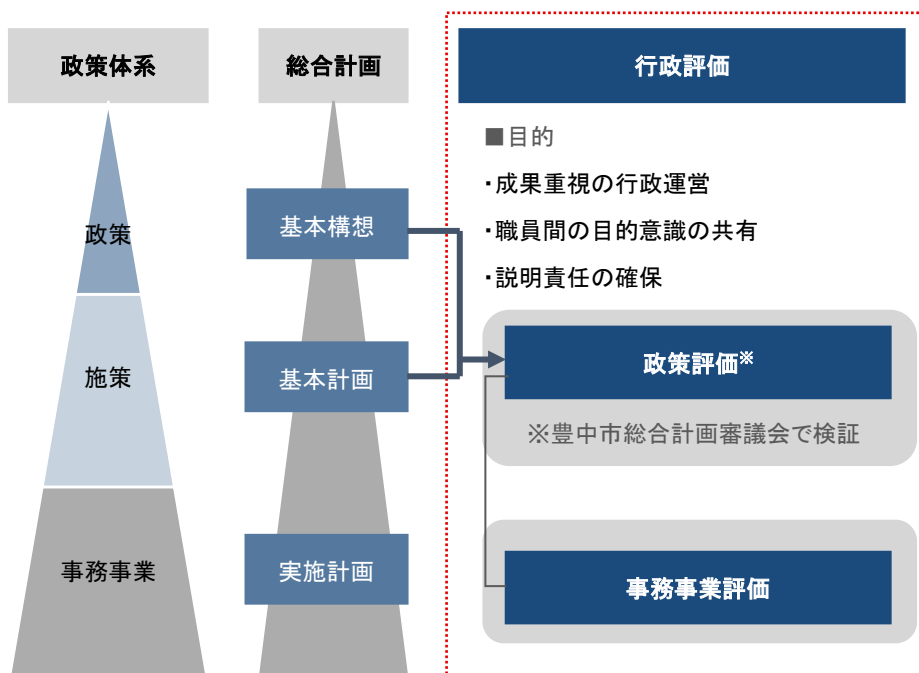 政策体系
総合計画
行政評価
政策
施策
事務事業
基本構想
基本計画
実施計画
■目的
・成果重視の行政運営
・職員間の目的意識の共有
・説明責任の確保
政策評価※
※豊中市総合計画審議会で検証
事務事業評価